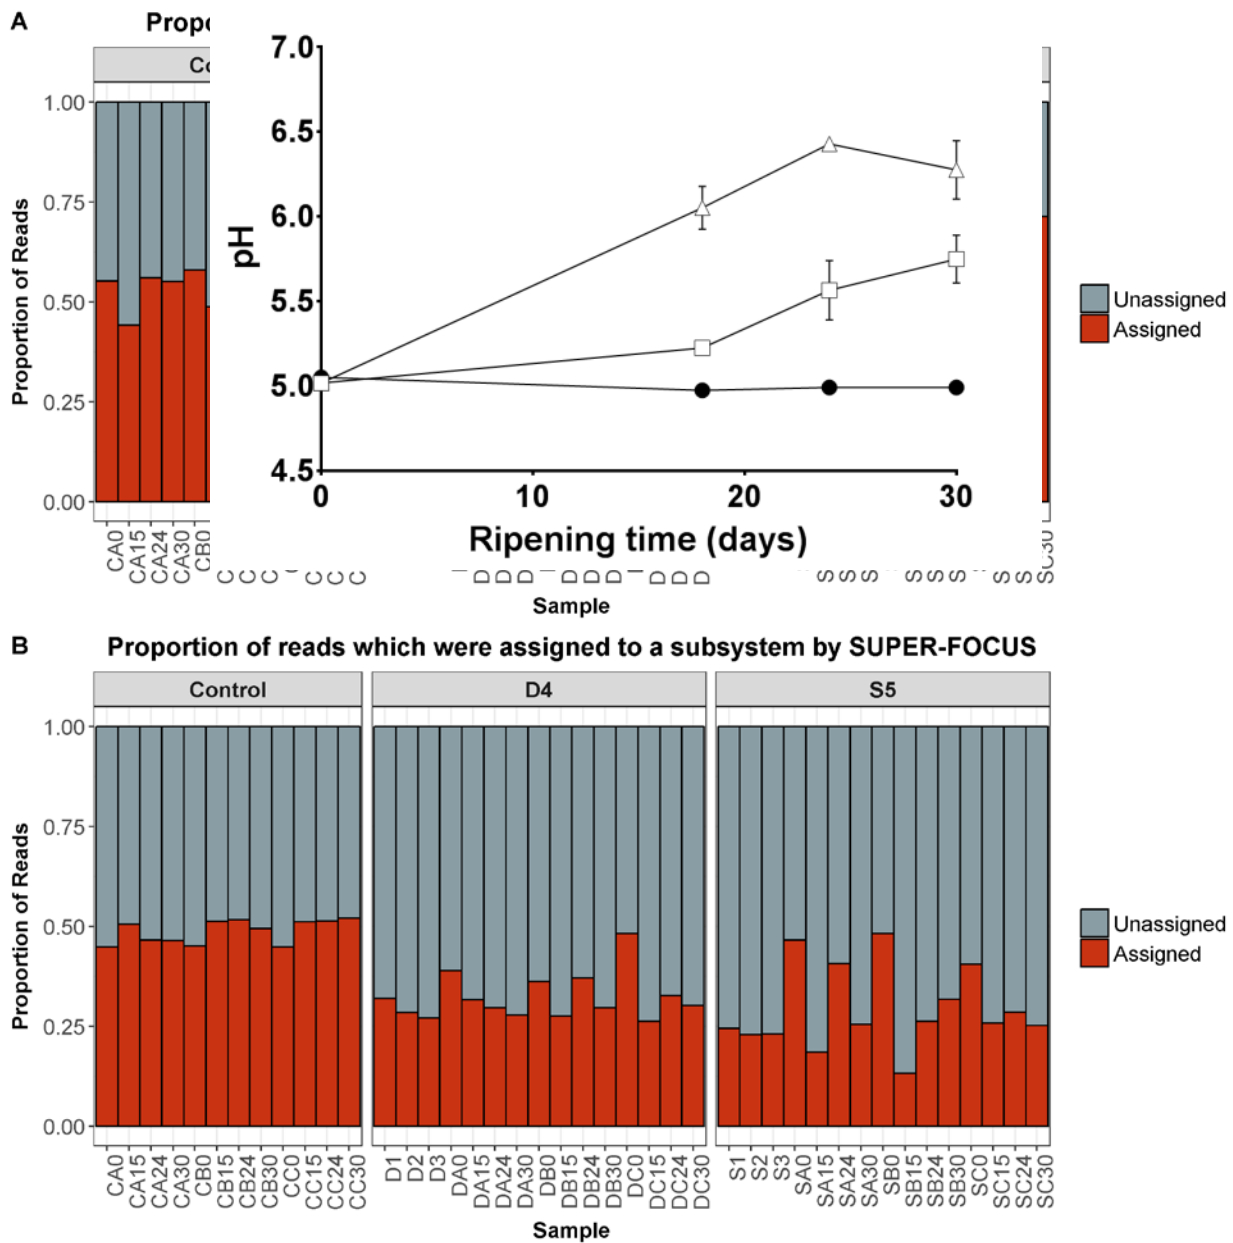 A
7.0
1.00
6.5
0.75
6.0
Proportion of Reads
pH
0.50
5.5
Unassigned
Assigned
0.25
5.0
0.00
4.5
0
10
20
30
Ripening time (days)
CA0
CA15
CA24
CA30
CB0
Sample
B Proportion of reads which were assigned to a subsystem by SUPER-FOCUS
Control
D4
S5
1.00
0.75
0.50
0.25
0.00
Proportion of Reads
Unassigned
Assigned
CA0
CA15
CA24
CA30
CB0
CB15
CB24
CB30
CC0
CC15
CC24
CC30
D1
D2
D3
DA0
DA15
DA24
DA30
DB0
DB15
DB24
DB30
DC0
DC15
DC24
DC30
S1
S2
S3
SA0
SA15
SA24
SA30
SB0
SB15
SB24
SB30
SC0
SC15
SC24
SC30
Sample